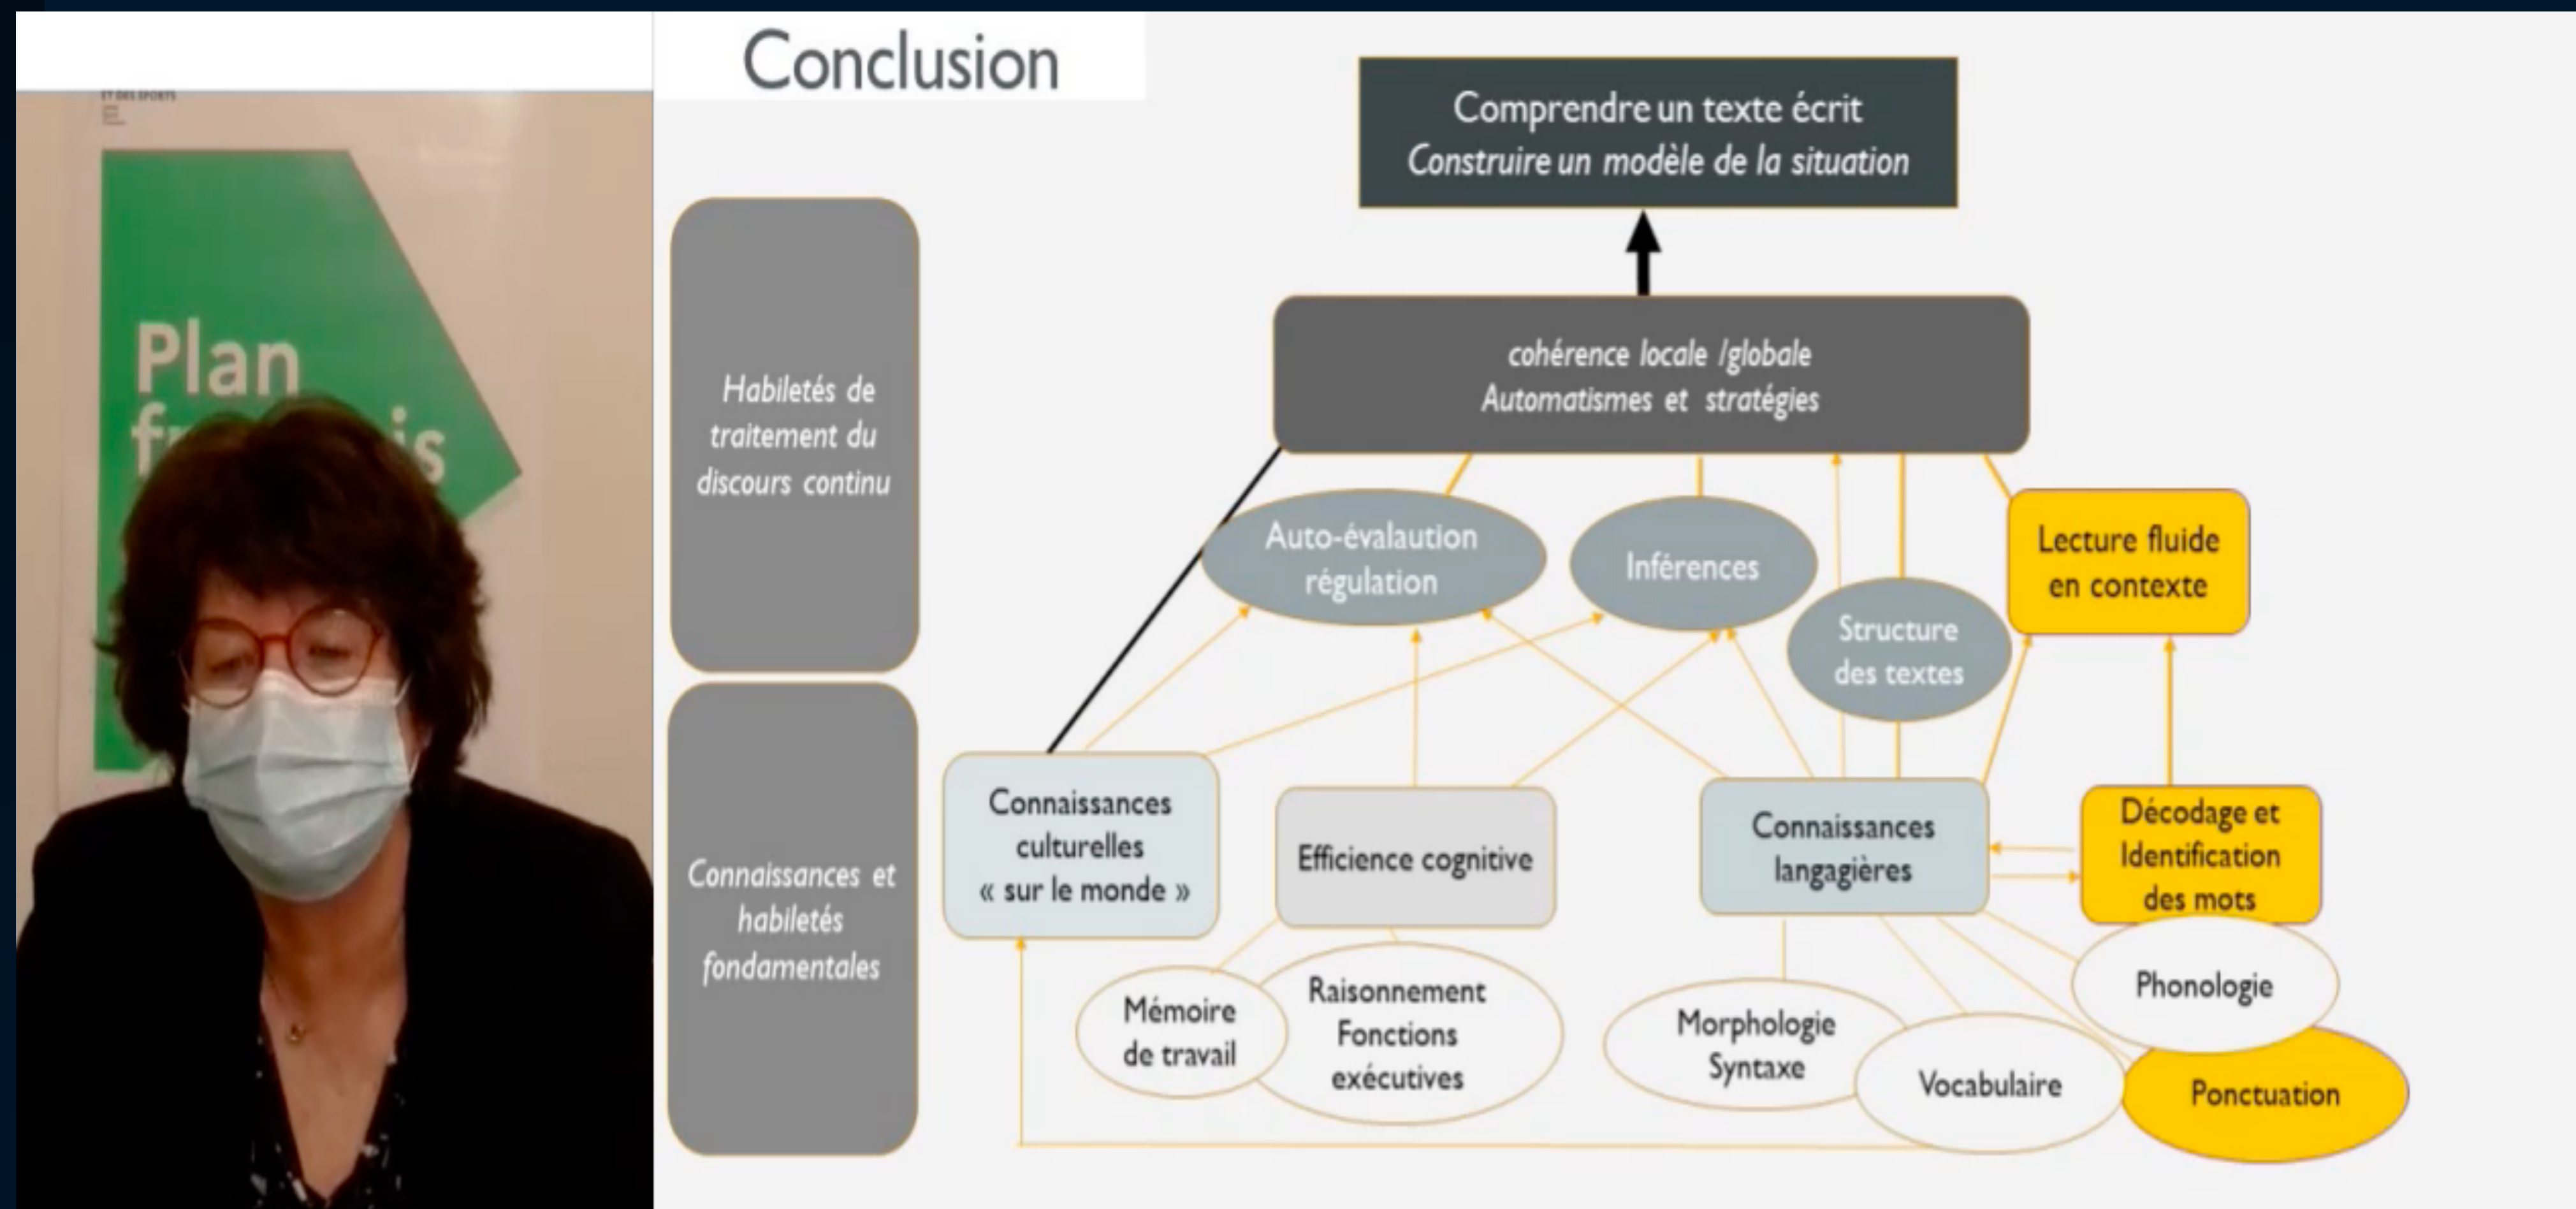 ET DES SPORTS
Plan
Conclusion
Comprendre un texte écrit
Construire un modèle de la situation
Habiletés de
traitement du
discours continu
cohérence locale /globale
Automatismes et stratégies
Auto-évalaution
régulation
Inférences
Structure
des textes
Lecture fluide
en contexte
Connaissances et
habiletés
fondamentales
Connaissances
culturelles
« sur le monde »
Efficience cognitive
Connaissances
langagières
Décodage et
Identification
des mots
Mémoire
de travail
Raisonnement
Fonctions
exécutives
Morphologie
Syntaxe
Vocabulaire
Phonologie
Ponctuation